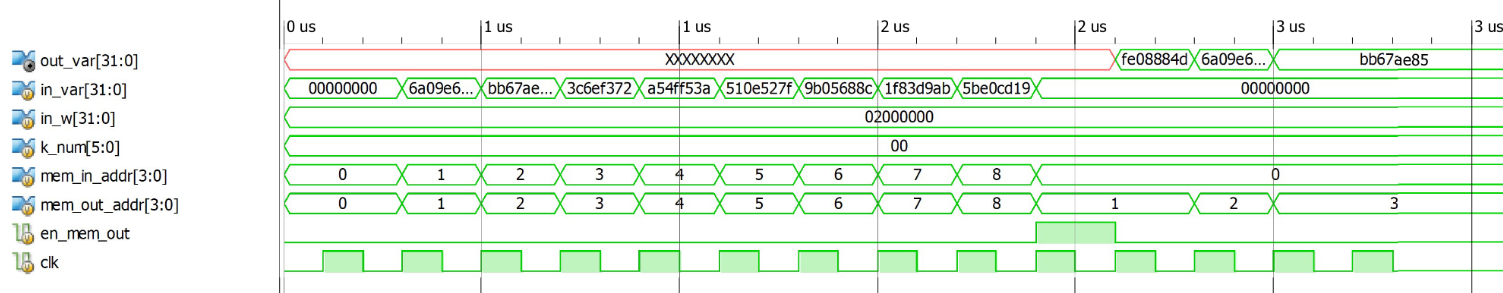 0 us 1 us 1 us 2 us 2 us 3 us 3 us
out_var[31:0] XXXXXXXX fe08884d 6a09e6... bb67ae85
in_var[31:0] 00000000 6a09e6... bb67ae... 3c6ef372 a54ff53a 510e527f 9b05688c 1f83d9ab 5be0cd19 00000000
in_w[31:0] 02000000
k_num[5:0] 00
mem_in_addr[3:0] 0 1 2 3 4 5 6 7 8 0
mem_out_addr[3:0] 0 1 2 3 4 5 6 7 8 1 2 3
en_mem_out
clk